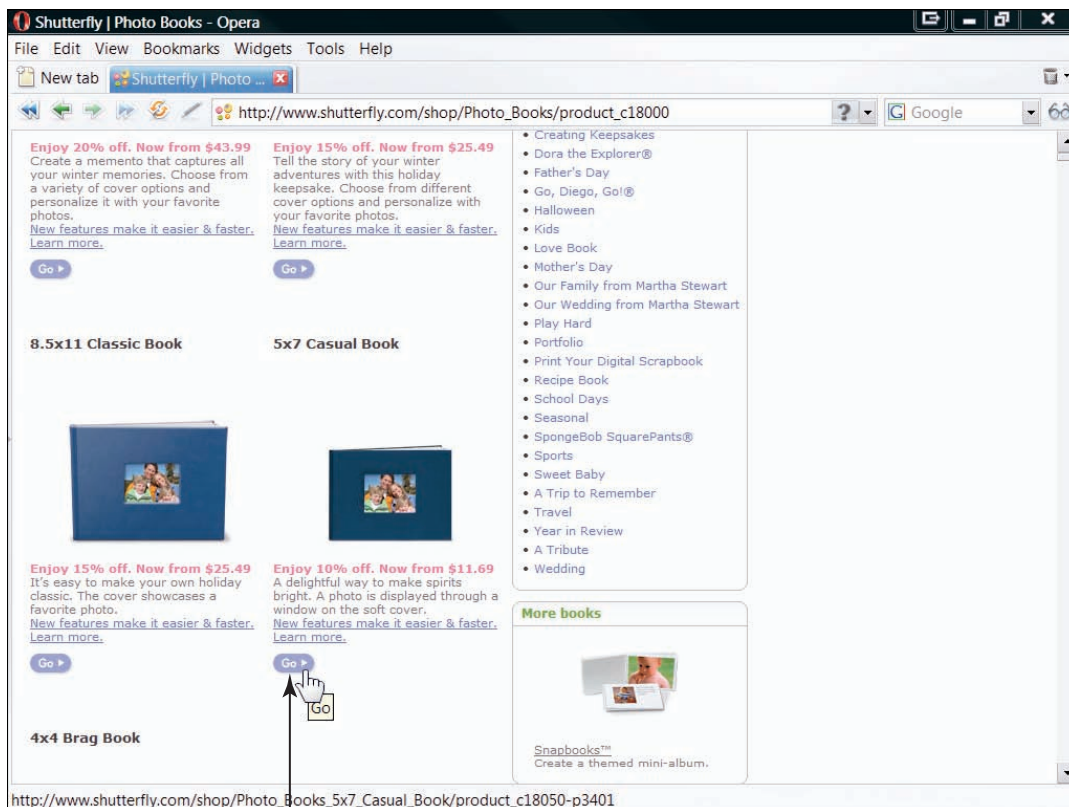 Shutterfly | Photo Books - Opera
File Edit View Bookmarks Widgets Tools Help
New tab
Shutterfly | Photo ...
http://www.shutterfly.com/shop/Photo_Books/product_c18000
? G Google
Enjoy 20% off. Now from $43.99
Create a memento that captures all
your winter memories. Choose from
a variety of cover options and
personalize it with your favorite
photos.
New features make it easier & faster.
Learn more.
Go
Enjoy 15% off. Now from $25.49
Tell the story of your winter
adventures with this holiday
keepsake. Choose from different
cover options and personalize with
your favorite photos.
New features make it easier & faster.
Learn more.
Go
8.5x11 Classic Book
Enjoy 15% off. Now from $25.49
It's easy to make your own holiday
classic. The cover showcases a
favorite photo.
New features make it easier & faster.
Learn more.
Go
5x7 Casual Book
Enjoy 10% off. Now from $11.69
A delightful way to make spirits
bright. A photo is displayed through a
window on the soft cover.
New features make it easier & faster.
Learn more.
Go
Go
4x4 Brag Book
• Creating Keepsakes
• Dora the Explorer®
• Father's Day
• Go, Diego, Go!®
• Halloween
• Kids
• Love Book
• Mother's Day
• Our Family from Martha Stewart
• Our Wedding from Martha Stewart
• Play Hard
• Portfolio
• Print Your Digital Scrapbook
• Recipe Book
• School Days
• Seasonal
• SpongeBob SquarePants®
• Sports
• Sweet Baby
• A Trip to Remember
• Travel
• Year in Review
• A Tribute
• Wedding
More books
Snapbooks™
Create a themed mini-album.
http://www.shutterfly.com/shop/Photo_Books_5x7_Casual_Book/product_c18050-p3401